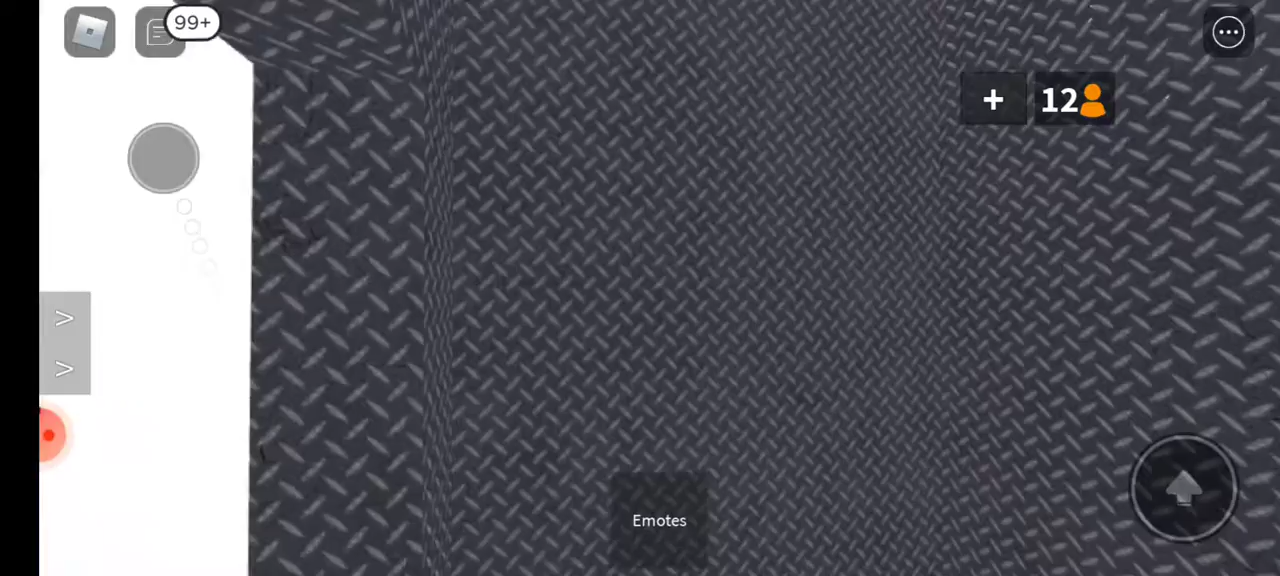 99+
+ 12
>
>
Emotes